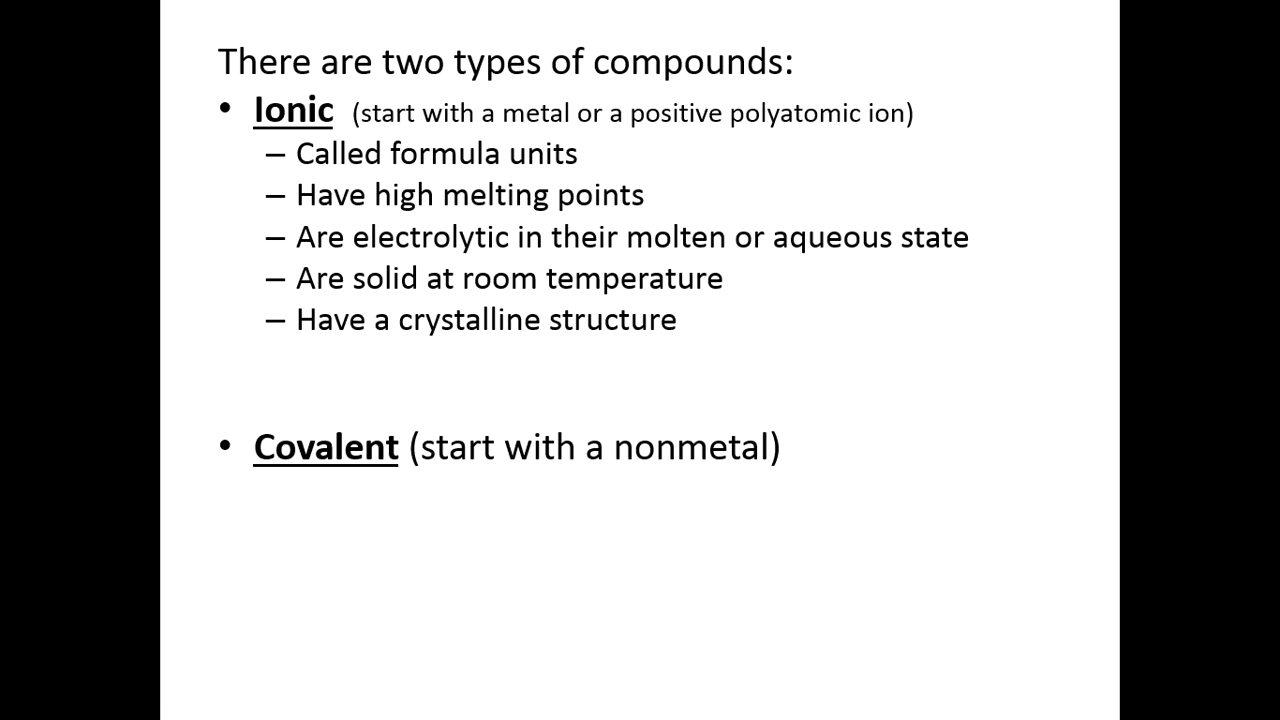 There are two types of compounds:
• Ionic (start with a metal or a positive polyatomic ion)
– Called formula units
– Have high melting points
– Are electrolytic in their molten or aqueous state
– Are solid at room temperature
– Have a crystalline structure
• Covalent (start with a nonmetal)